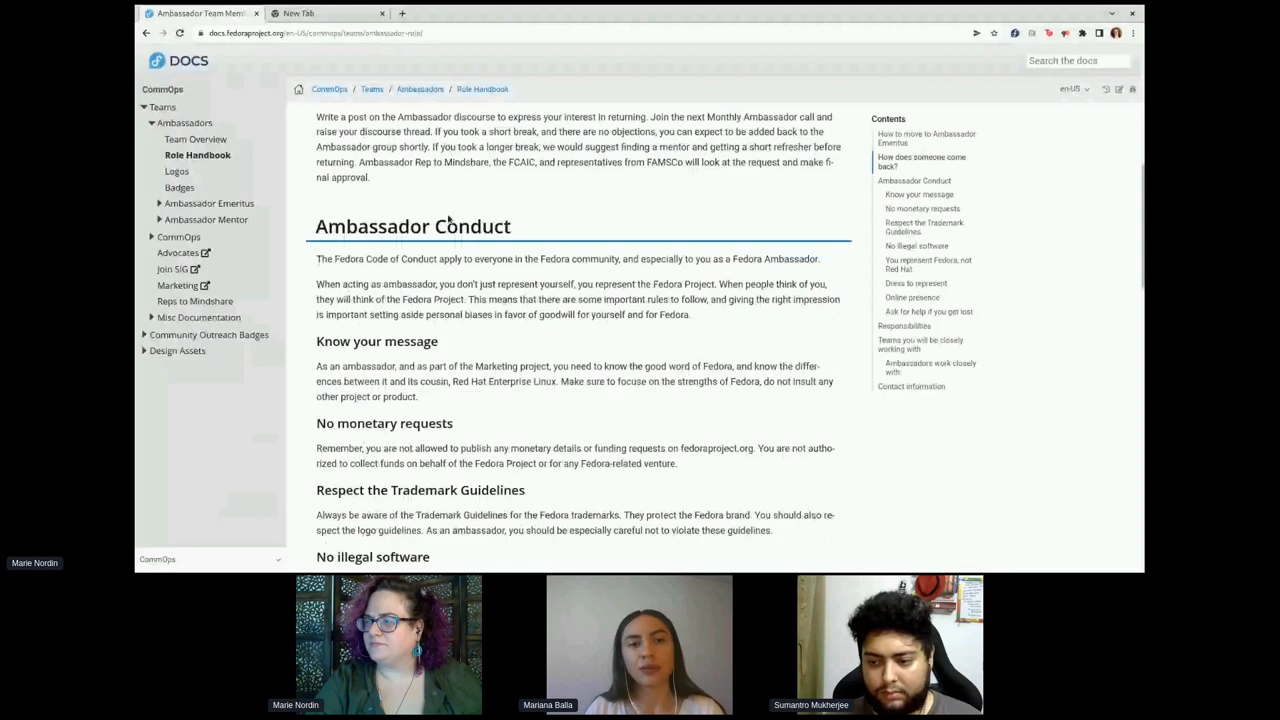 Ambassador Team Mem
New Tab
docs.fedoraproject.org/en-US/commops/teams/ambassador-role/
DOCS
Search the docs
CommOps
Teams
Ambassadors
Team Overview
Role Handbook
Logos
Badges
Ambassador Emeritus
Ambassador Mentor
CommOps
Advocates
Join SIG
Marketing
Reps to Mindshare
Misc Documentation
Community Outreach Badges
Design Assets
CommOps
CommOps / Teams / Ambassadors / Role Handbook
en-US
Write a post on the Ambassador discourse to express your interest in returning. Join the next Monthly Ambassador call and
raise your discourse thread. If you took a short break, and there are no objections, you can expect to be added back to the
Ambassador group shortly. If you took a longer break, we would suggest finding a mentor and getting a short refresher before
returning. Ambassador Rep to Mindshare, the FCAIC, and representatives from FAMSCo will look at the request and make fi-
nal approval.
Ambassador Conduct
The Fedora Code of Conduct apply to everyone in the Fedora community, and especially to you as a Fedora Ambassador.
When acting as ambassador, you don't just represent yourself, you represent the Fedora Project. When people think of you,
they will think of the Fedora Project. This means that there are some important rules to follow, and giving the right impression
is important setting aside personal biases in favor of goodwill for yourself and for Fedora.
Know your message
As an ambassador, and as part of the Marketing project, you need to know the good word of Fedora, and know the differ-
ences between it and its cousin, Red Hat Enterprise Linux. Make sure to focus on the strengths of Fedora, do not insult any
other project or product.
No monetary requests
Remember, you are not allowed to publish any monetary details or funding requests on fedoraproject.org. You are not autho-
rized to collect funds on behalf of the Fedora Project or for any Fedora-related venture.
Respect the Trademark Guidelines
Always be aware of the Trademark Guidelines for the Fedora trademarks. They protect the Fedora brand. You should also re-
spect the logo guidelines. As an ambassador, you should be especially careful not to violate these guidelines.
No illegal software
Contents
How to move to Ambassador
Emeritus
How does someone come
back?
Ambassador Conduct
Know your message
No monetary requests
Respect the Trademark
Guidelines
No illegal software
You represent Fedora, not
Red Hat
Dress to represent
Online presence
Ask for help if you get lost
Responsibilities
Teams you will be closely
working with
Ambassadors work closely
with:
Contact information
Marie Nordin
Marie Nordin
Mariana Balla
Sumantro Mukherjee